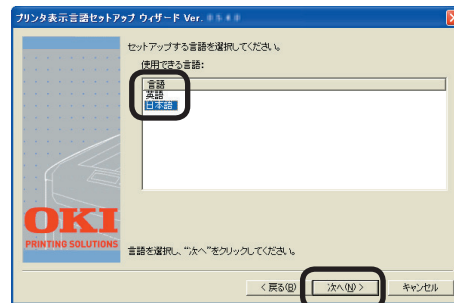 プリンタ表示言語セットアップ ウィザード Ver.
セットアップする言語を選択してください。
使用できる言語:
言語
英語
日本語
OKI
PRINTING SOLUTIONS
言語を選択し、"次へ"をクリックしてください。
< 戻る(B)
次へ(N) >
キャンセル